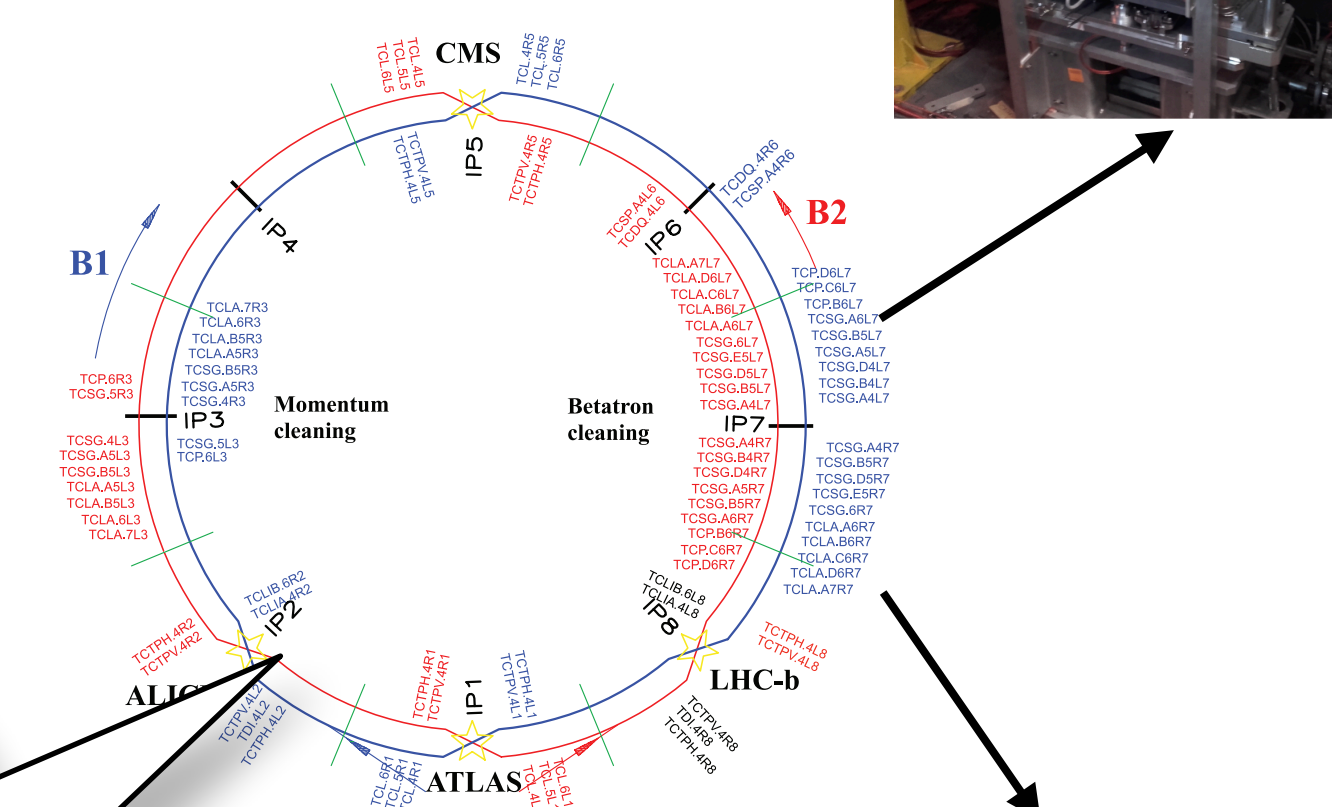 CMS
TCL.4L5
TCL.5L5
TCL.6L5
TCL.4R5
TCL.5R5
TCL.6R5
IP5
TCTPV.4L5
TCTPH.4L5
TCTPV.4R5
TCTPH.4R5
TCDQ.4R6
TCSP.A4R6
TCSP.A4L6
TCDQ.4L6
IP6
B2
IP4
B1
TCLA.A7L7
TCLA.D6L7
TCLA.C6L7
TCLA.B6L7
TCLA.A6L7
TCSG.6L7
TCSG.E5L7
TCSG.D5L7
TCSG.B5L7
TCSG.A4L7
TCP.D6L7
TCP.C6L7
TCP.B6L7
TCSG.A6L7
TCSG.B5L7
TCSG.A5L7
TCSG.D4L7
TCSG.B4L7
TCSG.A4L7
TCLA.7R3
TCLA.6R3
TCLA.B5R3
TCLA.A5R3
TCSG.B5R3
TCSG.A5R3
TCSG.4R3
TCP.6R3
TCSG.5R3
IP3
Momentum
cleaning
Betatron
cleaning
IP7
TCSG.5L3
TCP.6L3
TCSG.4L3
TCSG.A5L3
TCSG.B5L3
TCLA.A5L3
TCLA.B5L3
TCLA.6L3
TCLA.7L3
TCSG.A4R7
TCSG.B4R7
TCSG.D4R7
TCSG.A5R7
TCSG.B5R7
TCSG.A6R7
TCP.B6R7
TCP.C6R7
TCP.D6R7
TCSG.A4R7
TCSG.B5R7
TCSG.D5R7
TCSG.E5R7
TCSG.6R7
TCLA.A6R7
TCLA.B6R7
TCLA.C6R7
TCLA.D6R7
TCLA.A7R7
TCLIB.6R2
TCLIA.4R2
IP2
TCTPH.4R2
TCTPV.4R2
TCTPV.4L2
TDI.4L2
TCTPH.4L2
TCLIB.6L8
TCLIA.4L8
IP8
TCTPH.4L8
TCTPV.4L8
LHC-b
TCTPV.4R8
TDI.4R8
TCTPH.4R8
TCTPH.4R1
TCTPV.4R1
IP1
TCTPH.4L1
TCTPV.4L1
ATLAS
TCL.6R1
TCL.5R1
TCL.4R1
TCL.6L1